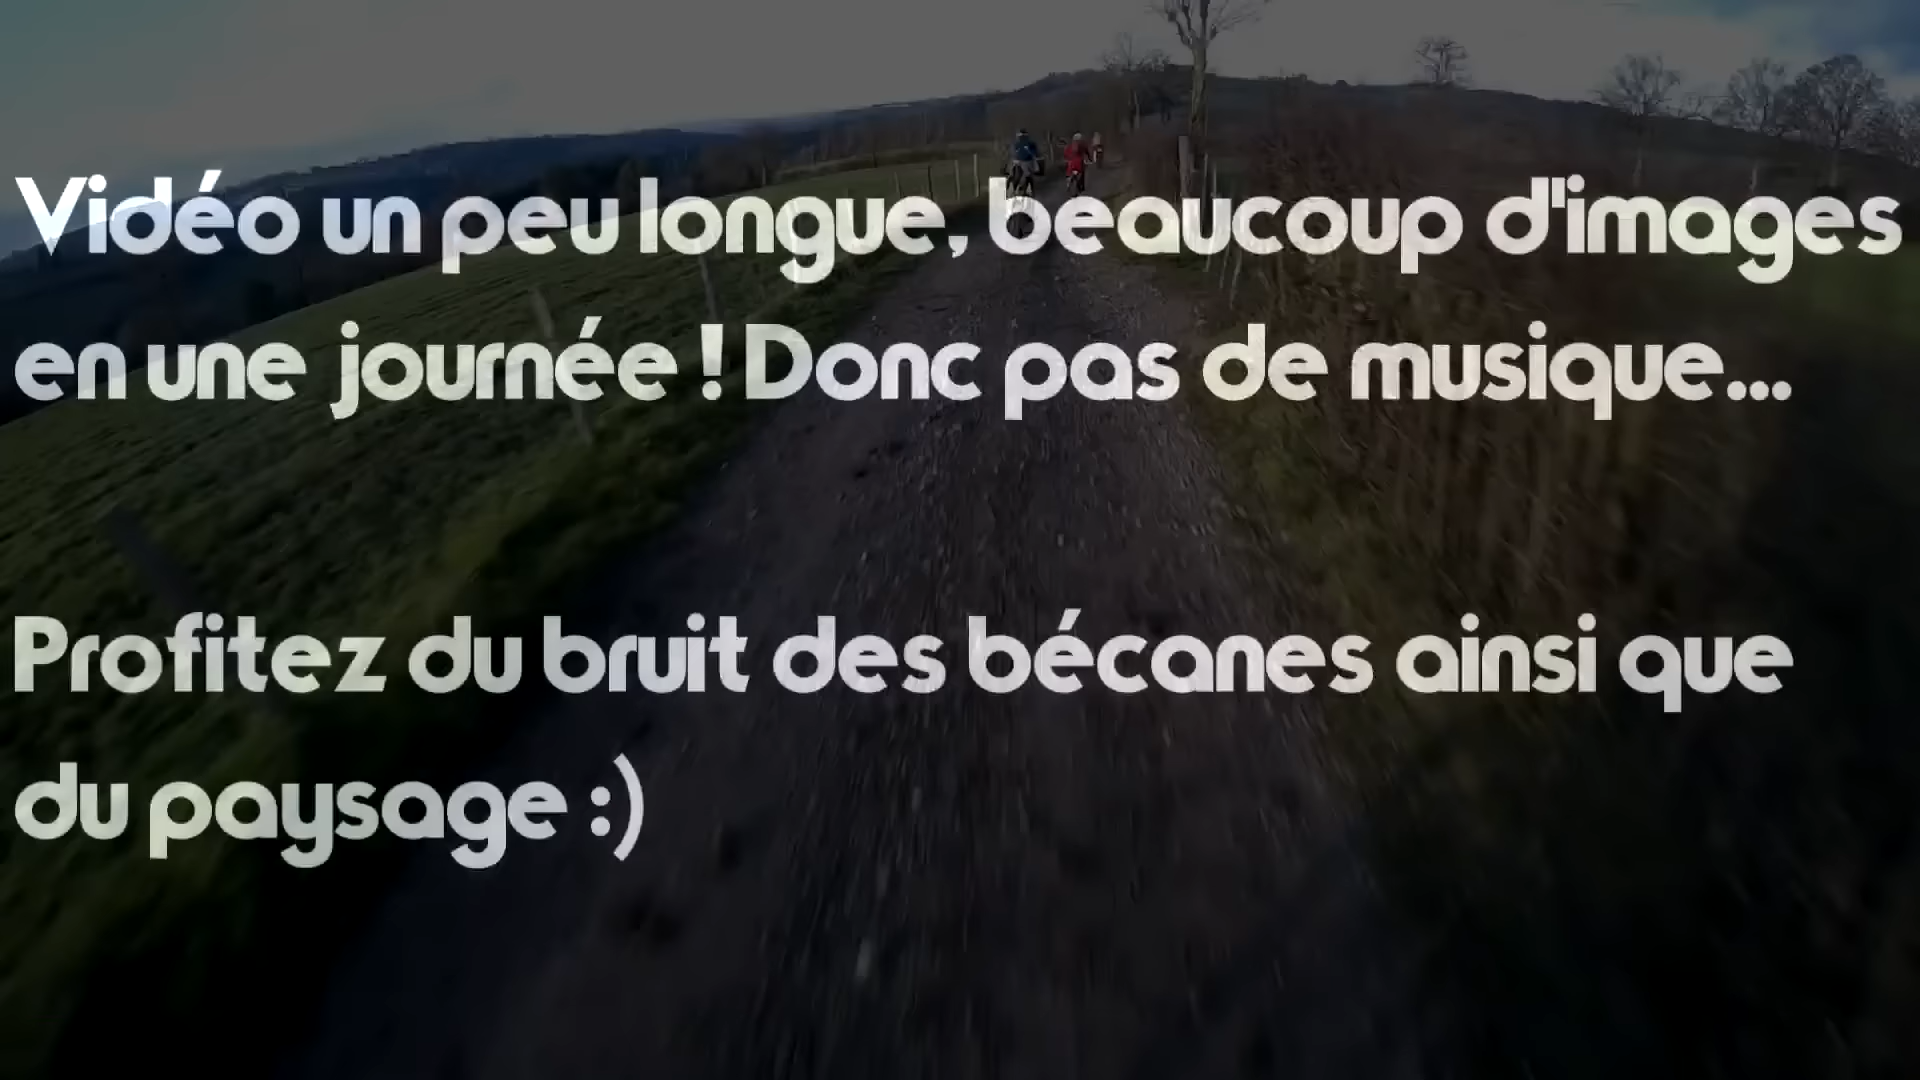 Vidéo un peu longue, beaucoup d'images
en une journée ! Donc pas de musique...
Profitez du bruit des bécanes ainsi que
du paysage :)